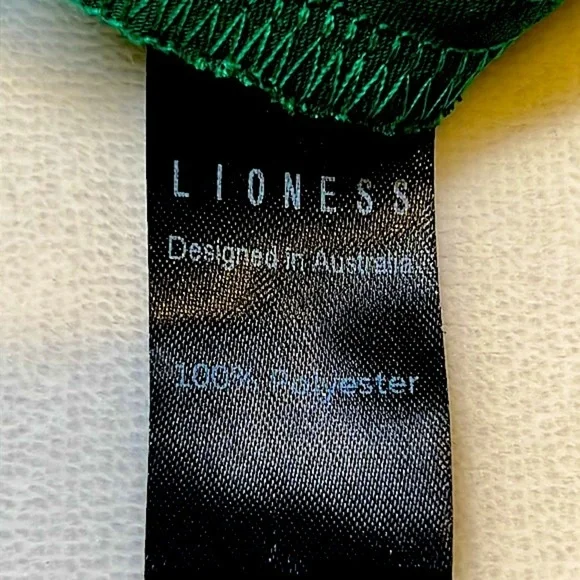 LIONESS
Designed in Australia.
100% Polyester